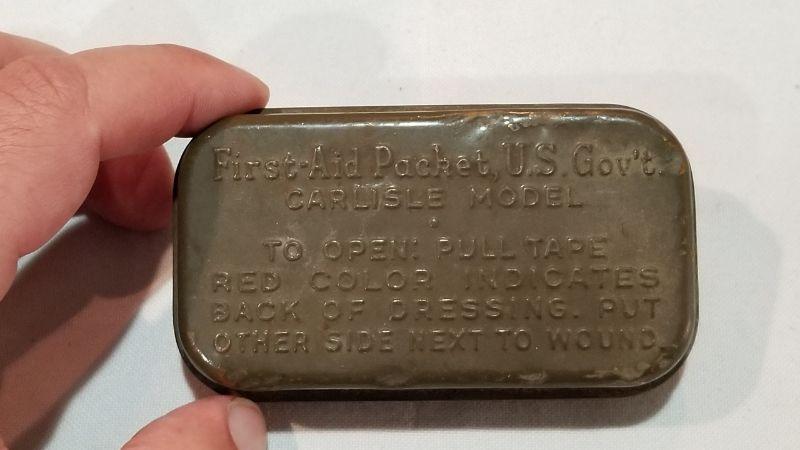 First-Aid Packet, U.S. Gov't.
CARLISLE MODEL
TO OPEN: PULL TAPE
RED COLOR INDICATES
BACK OF DRESSING. PUT
OTHER SIDE NEXT TO WOUND.